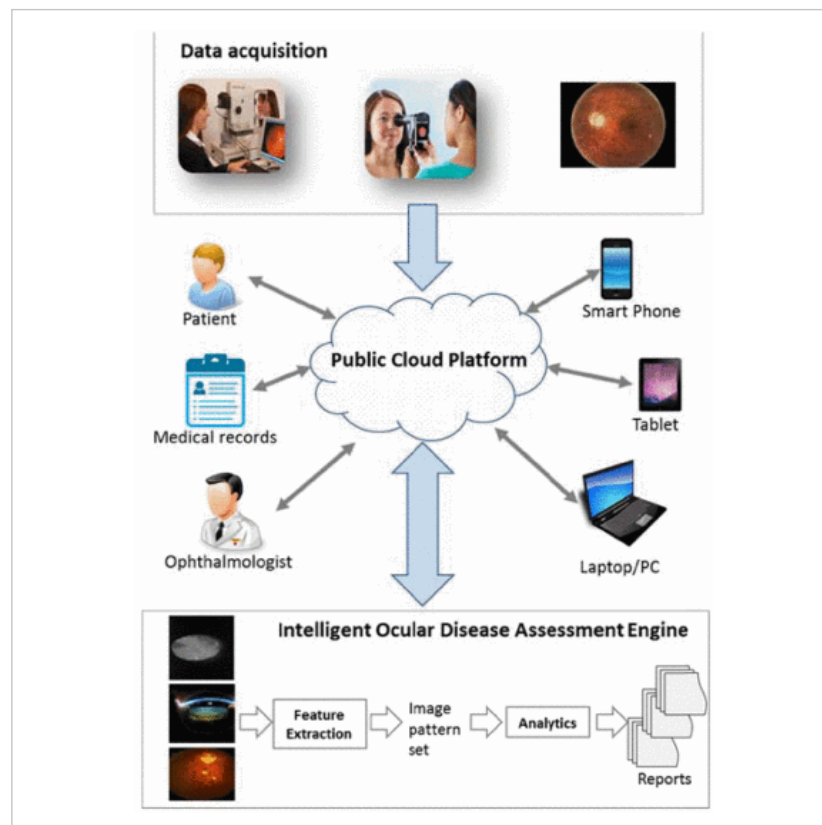 Data acquisition
Patient
Smart Phone
Public Cloud Platform
Medical records
Tablet
Ophthalmologist
Laptop/PC
Intelligent Ocular Disease Assessment Engine
Feature
Extraction
Image
pattern
set
Analytics
Reports